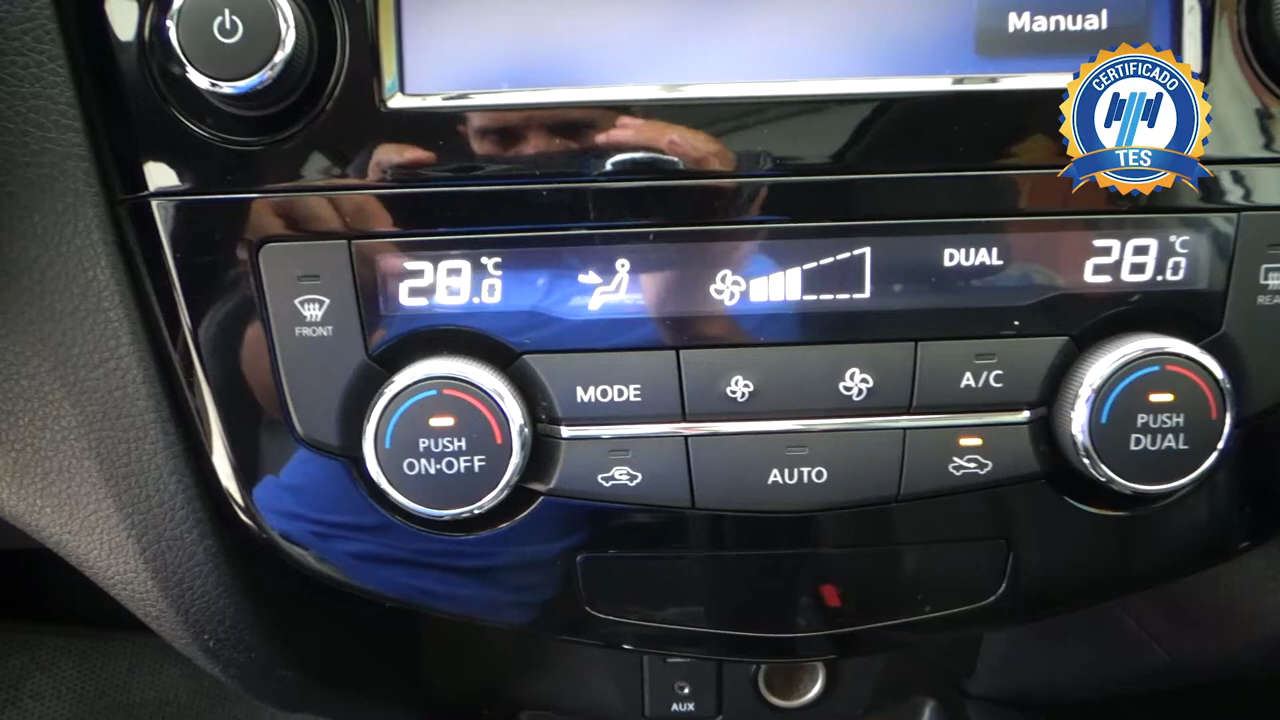 Manual
CERTIFICADO
TES
28.0 °C
DUAL
28.0 °C
FRONT
MODE
A/C
PUSH
ON•OFF
AUTO
PUSH
DUAL
AUX